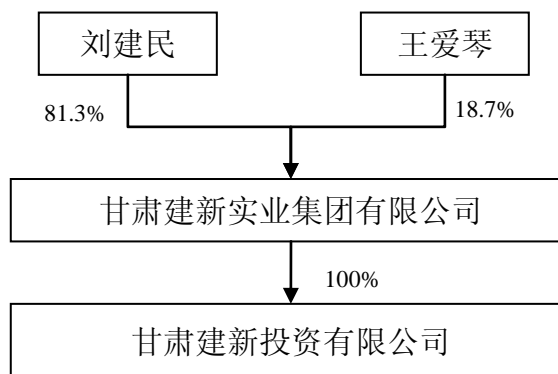 刘建民
王爱琴
81.3%
18.7%
甘肃建新实业集团有限公司
100%
甘肃建新投资有限公司